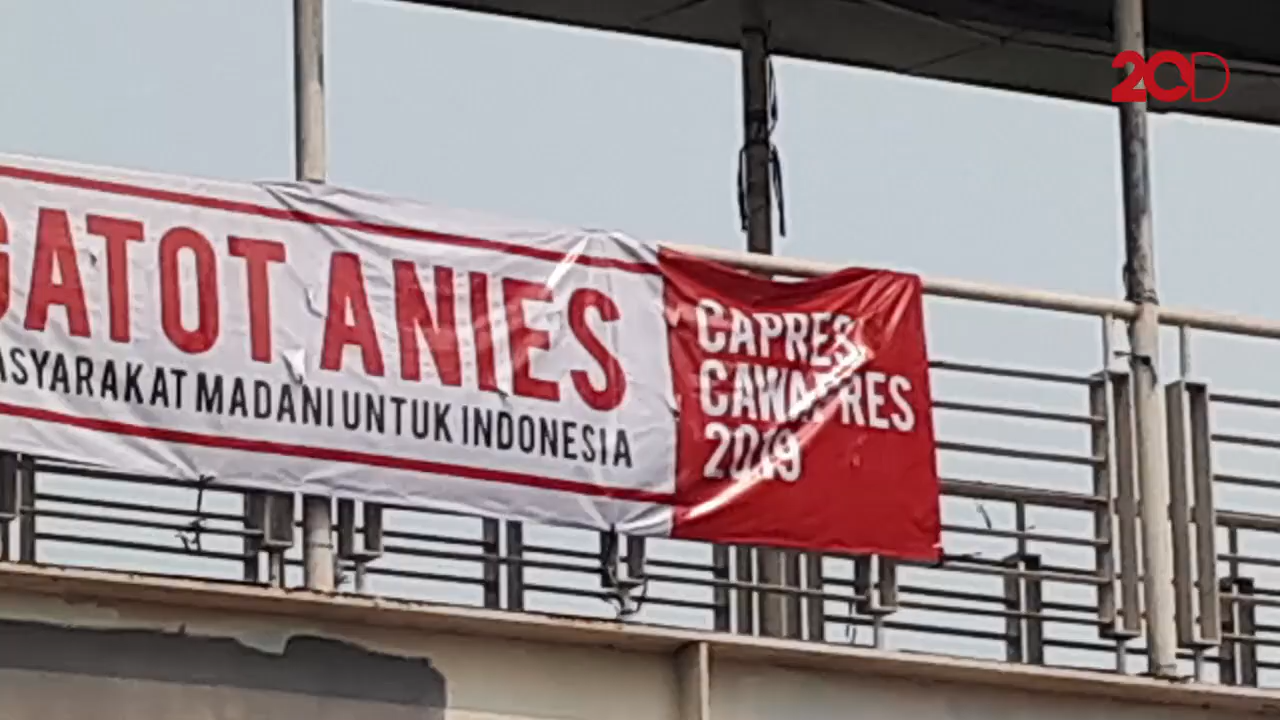 20D
GATOT ANIES
MASYARAKAT MADANI UNTUK INDONESIA
CAPRES
CAWAPRES
2019